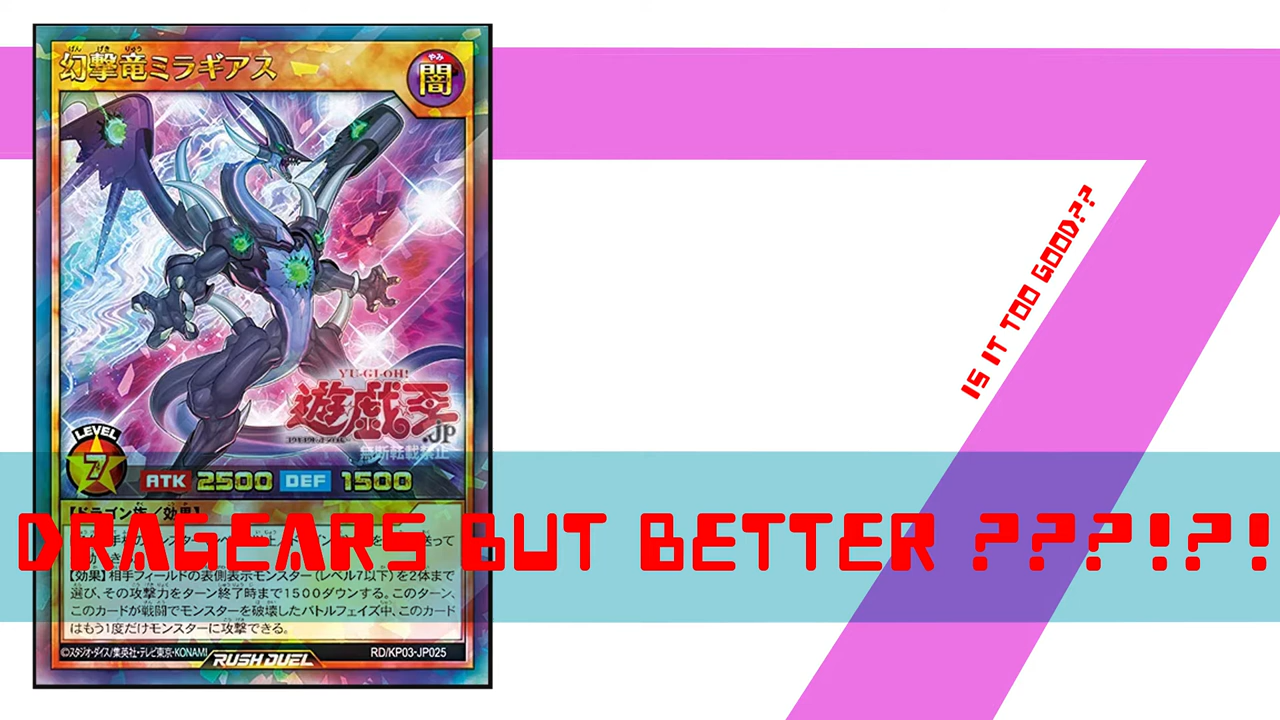 幻撃竜ミラギアス
げん げき りゅう
やみ
闇
YU-GI-OH!
遊戯王.jp
無断転載禁止
LEVEL
7
ATK 2500 DEF 1500
【ドラゴン族/効果】
IS IT TOO GOOD??
DRAGEARS BUT BETTER ???!?!
【効果】相手フィールドの表側表示モンスター(レベル7以下)を2体まで
選び、その攻撃力をターン終了時まで1500ダウンする。このターン、
このカードが戦闘でモンスターを破壊したバトルフェイズ中、このカード
はもう1度だけモンスターに攻撃できる。
©スタジオ・ダイス/集英社・テレビ東京・KONAMI
RUSH DUEL
RD/KP03-JP025